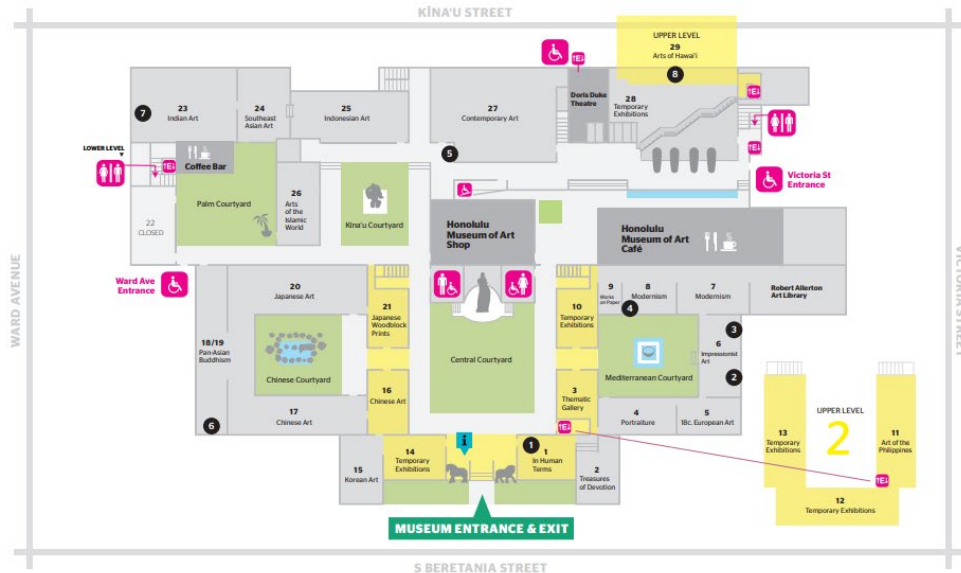 KĪNA'U STREET
UPPER LEVEL
29
Arts of Hawai'i
8
7
23
Indian Art
24
Southeast
Asian Art
25
Indonesian Art
27
Contemporary Art
Doris Duke
Theatre
28
Temporary
Exhibitions
LOWER LEVEL
Coffee Bar
5
Victoria St
Entrance
Palm Courtyard
26
Arts
of the
Islamic
World
Kīna'u Courtyard
22
CLOSED
Honolulu
Museum of Art
Shop
Honolulu
Museum of Art
Café
WARD AVENUE
VICTORIA STREET
Ward Ave
Entrance
20
Japanese Art
21
Japanese
Woodblock
Prints
10
Temporary
Exhibitions
9
Works
on Paper
8
Modernism
7
Modernism
Robert Allerton
Art Library
4
3
6
Impressionist
Art
2
18/19
Pan-Asian
Buddhism
Chinese Courtyard
Central Courtyard
Mediterranean Courtyard
16
Chinese Art
3
Thematic
Gallery
17
Chinese Art
6
4
Portraiture
5
18c. European Art
E
i
14
Temporary
Exhibitions
1
1
In Human
Terms
15
Korean Art
2
Treasures
of Devotion
UPPER LEVEL
2
13
Temporary
Exhibitions
11
Art of the
Philippines
E
12
Temporary Exhibitions
MUSEUM ENTRANCE & EXIT
S BERETANIA STREET